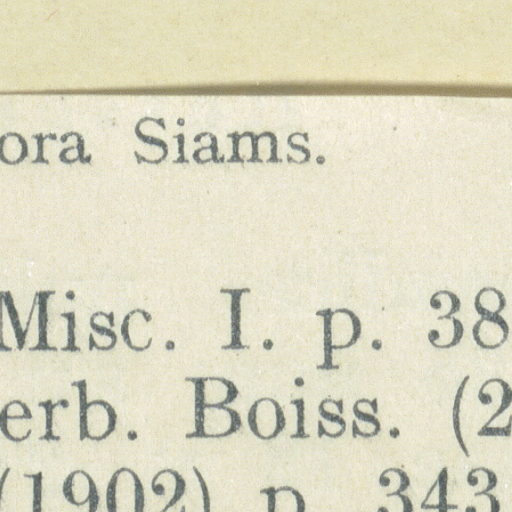 ora Siams.
Misc. I. p. 38
erb. Boiss. (2
(1902) p. 343